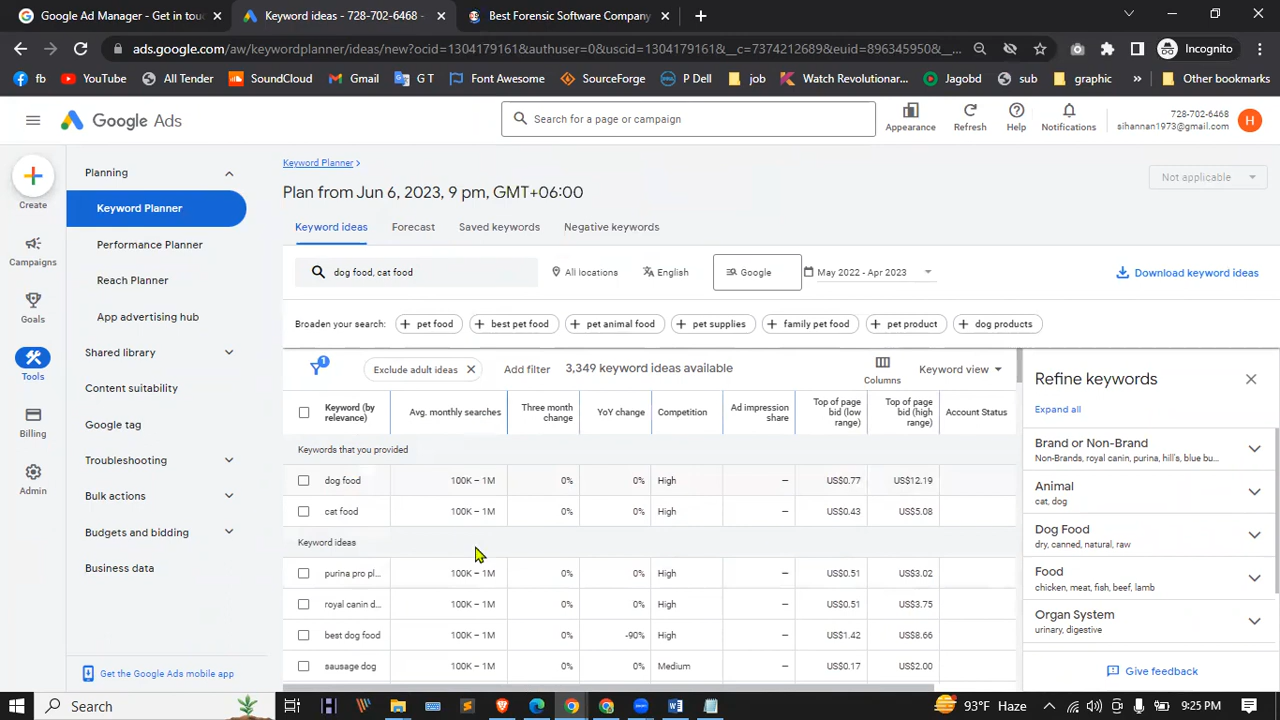 Google Ad Manager - Get in touc
Keyword ideas - 728-702-6468 -
Best Forensic Software Company
ads.google.com/aw/keywordplanner/ideas/new?ocid=1304179161&authuser=0&uscid=1304179161&__c=7374212689&euid=896345950&__...
Incognito
fb
YouTube
All Tender
SoundCloud
Gmail
G T
Font Awesome
SourceForge
P Dell
job
Watch Revolutionar...
Jagobd
sub
graphic
»
Other bookmarks
Google Ads
Search for a page or campaign
Appearance
Refresh
Help
Notifications
728-702-6468
sihannan1973@gmail.com
H
Create
Campaigns
Goals
Tools
Billing
Admin
Planning
Keyword Planner
Performance Planner
Reach Planner
App advertising hub
Shared library
Content suitability
Google tag
Troubleshooting
Bulk actions
Budgets and bidding
Business data
Get the Google Ads mobile app
Keyword Planner
Plan from Jun 6, 2023, 9 pm, GMT+06:00
Not applicable
Keyword ideas Forecast Saved keywords Negative keywords
dog food, cat food
All locations
English
Google
May 2022 - Apr 2023
Download keyword ideas
Broaden your search: pet food best pet food pet animal food pet supplies family pet food pet product dog products
1
Exclude adult ideas
Add filter
3,349 keyword ideas available
Columns
Keyword view
Keyword (by relevance) Avg. monthly searches Three month change YoY change Competition Ad impression share Top of page bid (low range) Top of page bid (high range) Account Status
Keywords that you provided
dog food 100K – 1M 0% 0% High – US$0.77 US$12.19
cat food 100K – 1M 0% 0% High – US$0.43 US$5.08
Keyword ideas
purina pro pl... 100K – 1M 0% 0% High – US$0.51 US$3.02
royal canin d... 100K – 1M 0% 0% High – US$0.51 US$3.75
best dog food 100K – 1M 0% -90% High – US$1.42 US$8.66
sausage dog 100K – 1M 0% 0% Medium – US$0.17 US$2.00
Refine keywords
Expand all
Brand or Non-Brand
Non-Brands, royal canin, purina, hill's, blue bu...
Animal
cat, dog
Dog Food
dry, canned, natural, raw
Food
chicken, meat, fish, beef, lamb
Organ System
urinary, digestive
Give feedback
Search
93°F Haze
9:25 PM